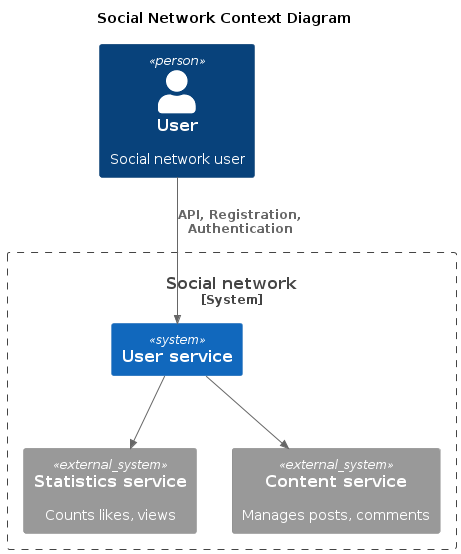 Social Network Context Diagram
«person»
User
Social network user
API, Registration,
Authentication
Social network
[System]
«system»
User service
«external_system»
Statistics service
Counts likes, views
«external_system»
Content service
Manages posts, comments